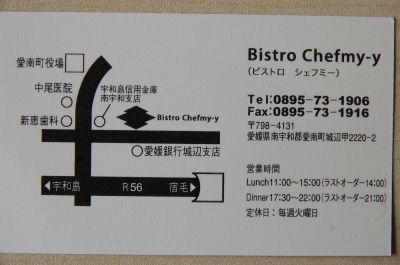 愛南町役場
中尾医院
新恵歯科
宇和島信用金庫
南宇和支店
Bistro Chefmy-y
愛媛銀行城辺支店
宇和島 R56 宿毛
Bistro Chefmy-y
(ビストロ シェフミー)
Tel:0895-73-1906
Fax:0895-73-1916
〒798-4131
愛媛県南宇和郡愛南町城辺甲2220-2
営業時間
Lunch11:00~15:00(ラストオーダー14:00)
Dinner17:30~22:00(ラストオーダー21:00)
定休日:毎週火曜日